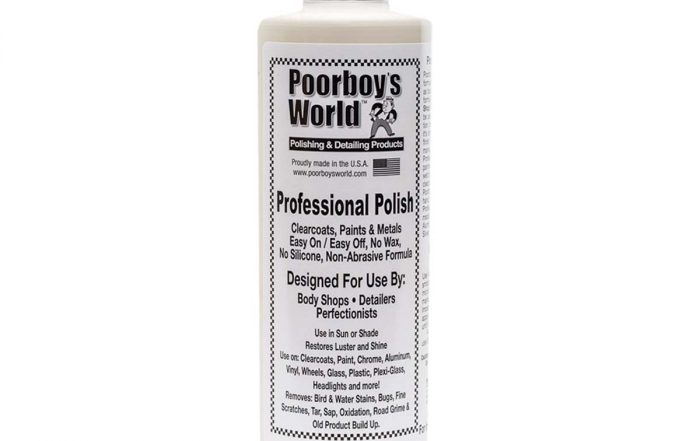 Poorboy's
World™
Polishing & Detailing Products
Proudly made in the U.S.A.
www.poorboysworld.com
Professional Polish
Clearcoats, Paints & Metals
Easy On / Easy Off, No Wax,
No Silicone, Non-Abrasive Formula
Designed For Use By:
Body Shops • Detailers
Perfectionists
Use in Sun or Shade
Restores Luster and Shine
Use on: Clearcoats, Paint, Chrome, Aluminum,
Vinyl, Wheels, Glass, Plastic, Plexi-Glass,
Headlights and more!
Removes: Bird & Water Stains, Bugs, Fine
Scratches, Tar, Sap, Oxidation, Road Grime &
Old Product Build Up.